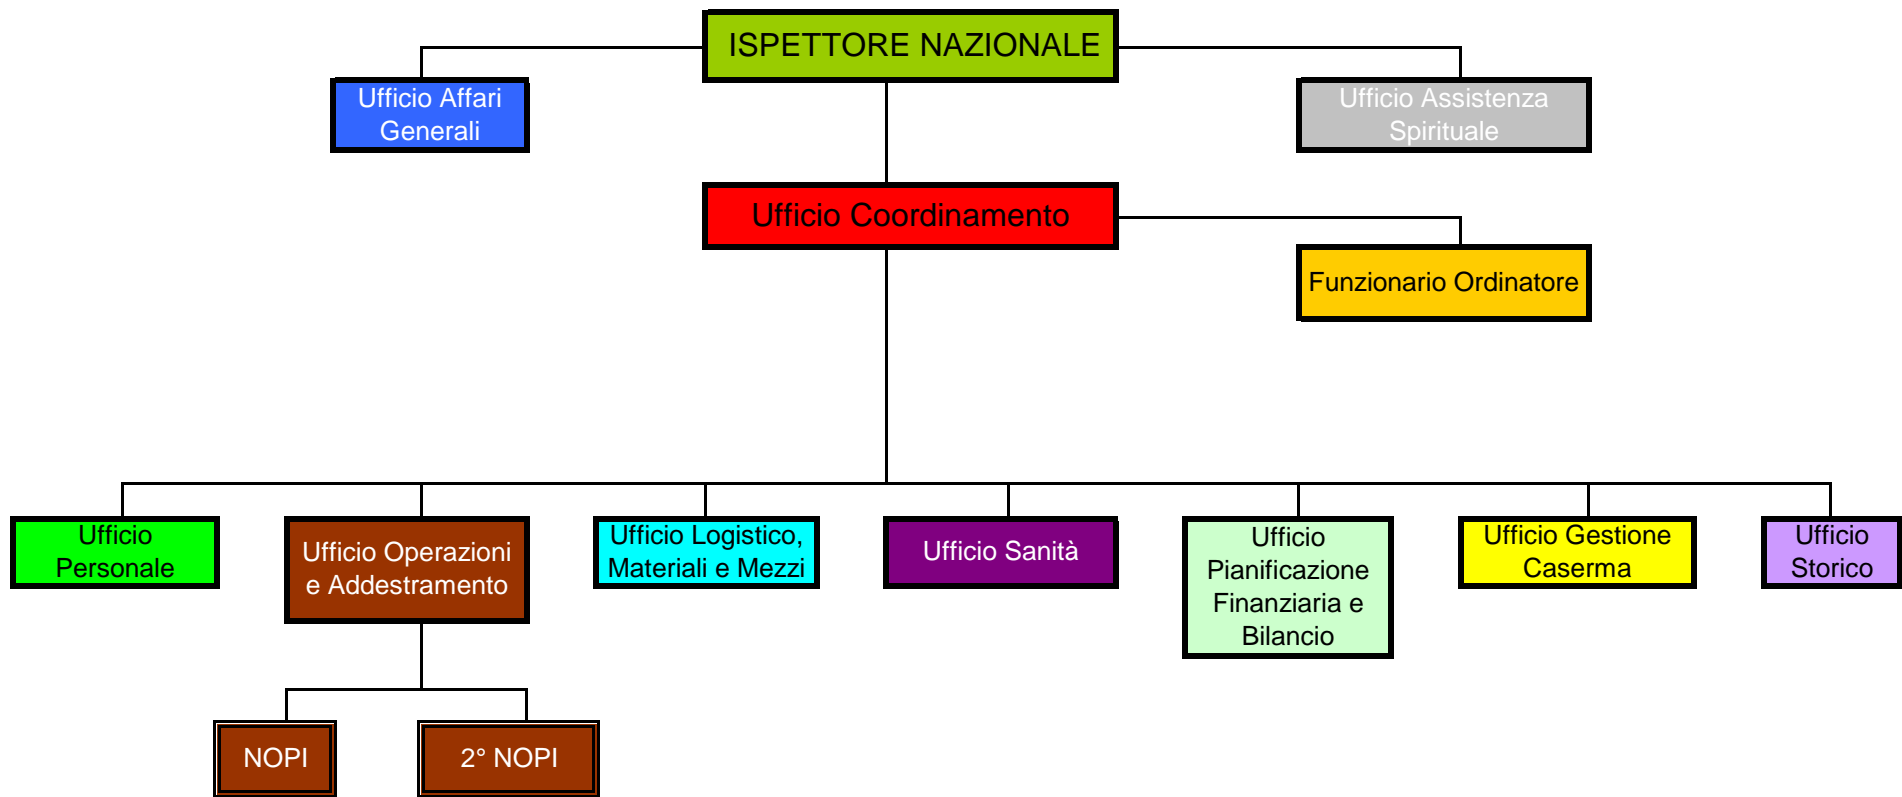 ISPETTORE NAZIONALE
Ufficio Affari
Generali
Ufficio Assistenza
Spirituale
Ufficio Coordinamento
Funzionario Ordinatore
Ufficio
Personale
Ufficio Operazioni
e Addestramento
Ufficio Logistico,
Materiali e Mezzi
Ufficio Sanità
Ufficio
Pianificazione
Finanziaria e
Bilancio
Ufficio Gestione
Caserma
Ufficio
Storico
NOPI
2° NOPI